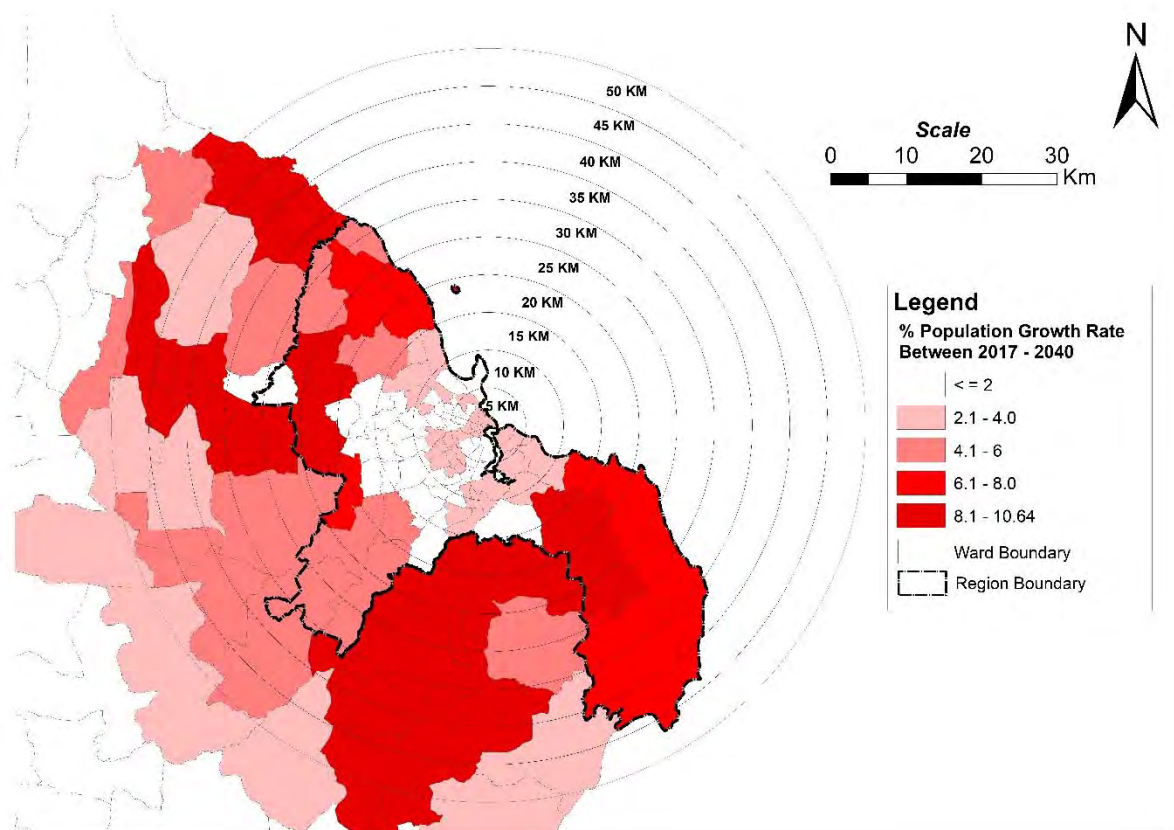 50 KM
45 KM
40 KM
35 KM
30 KM
25 KM
20 KM
15 KM
10 KM
5 KM
N
Scale
0 10 20 30
Km
Legend
% Population Growth Rate
Between 2017 - 2040
< = 2
2.1 - 4.0
4.1 - 6
6.1 - 8.0
8.1 - 10.64
Ward Boundary
Region Boundary